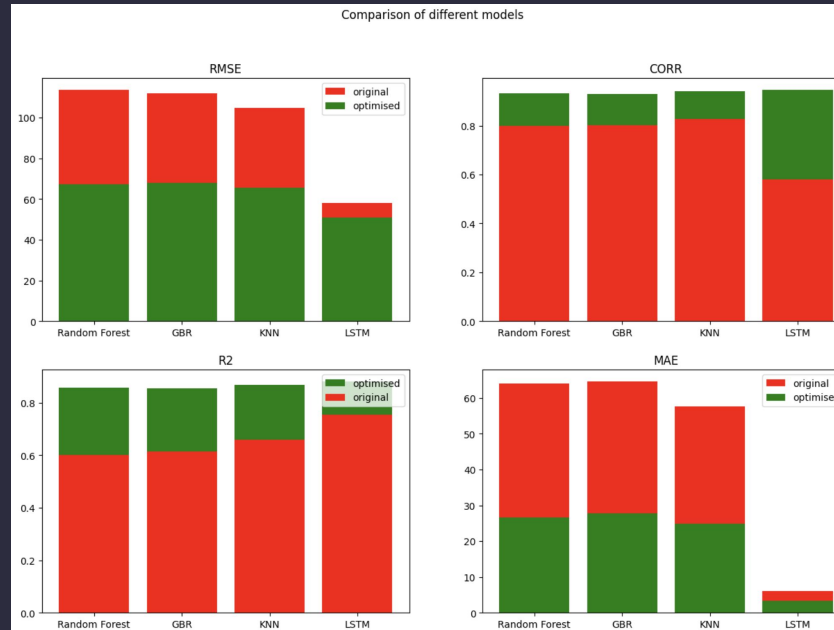 Comparison of different models
RMSE
original
optimised
100
80
60
40
20
0
Random Forest GBR KNN LSTM
CORR
0.8
0.6
0.4
0.2
0.0
Random Forest GBR KNN LSTM
R2
optimised
original
0.8
0.6
0.4
0.2
0.0
Random Forest GBR KNN LSTM
MAE
original
optimise
60
50
40
30
20
10
0
Random Forest GBR KNN LSTM